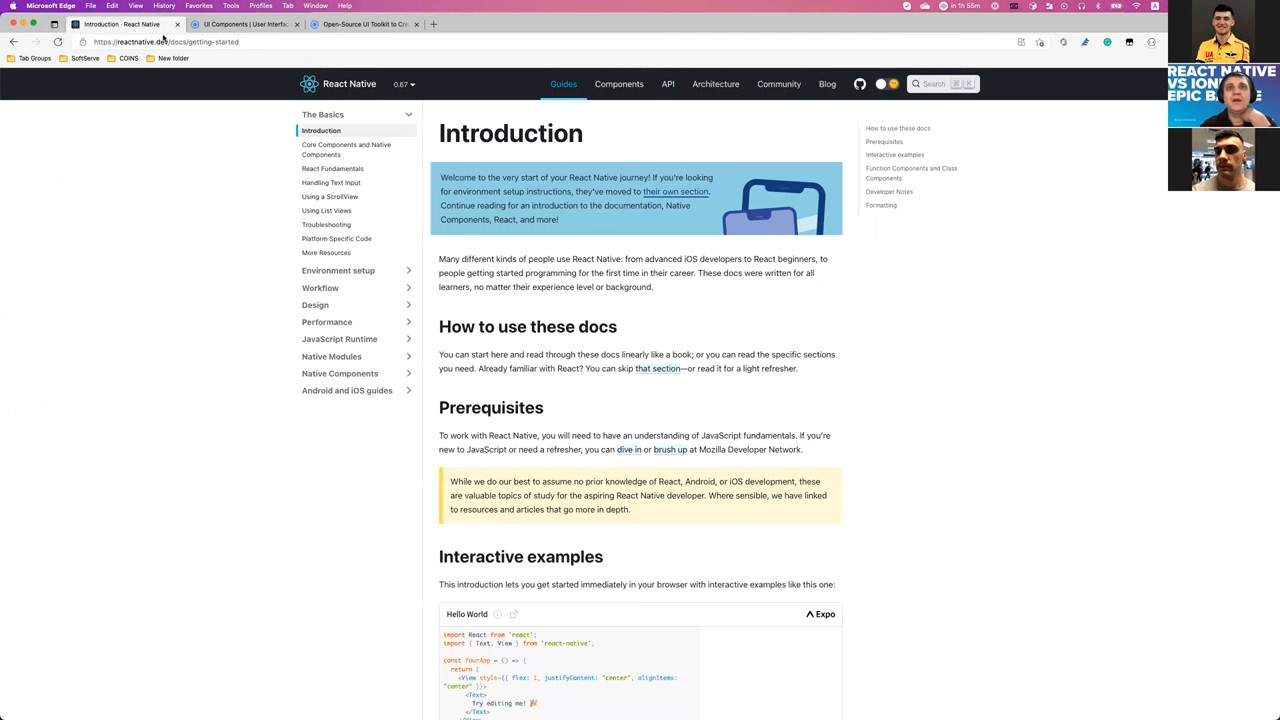 Microsoft Edge File Edit View History Favorites Tools Profiles Tab Window Help in 1h 55m
Introduction · React Native UI Components | User Interfac Open-Source UI Toolkit to Cre
https://reactnative.dev/docs/getting-started
Tab Groups SoftServe COINS New folder
React Native 0.67 Guides Components API Architecture Community Blog Search ⌘ K
The Basics
Introduction
Core Components and Native
Components
React Fundamentals
Handling Text Input
Using a ScrollView
Using List Views
Troubleshooting
Platform Specific Code
More Resources
Environment setup
Workflow
Design
Performance
JavaScript Runtime
Native Modules
Native Components
Android and iOS guides
Introduction
Welcome to the very start of your React Native journey! If you're looking
for environment setup instructions, they've moved to their own section.
Continue reading for an introduction to the documentation, Native
Components, React, and more!
Many different kinds of people use React Native: from advanced iOS developers to React beginners, to
people getting started programming for the first time in their career. These docs were written for all
learners, no matter their experience level or background.
How to use these docs
You can start here and read through these docs linearly like a book; or you can read the specific sections
you need. Already familiar with React? You can skip that section—or read it for a light refresher.
Prerequisites
To work with React Native, you will need to have an understanding of JavaScript fundamentals. If you're
new to JavaScript or need a refresher, you can dive in or brush up at Mozilla Developer Network.
While we do our best to assume no prior knowledge of React, Android, or iOS development, these
are valuable topics of study for the aspiring React Native developer. Where sensible, we have linked
to resources and articles that go more in depth.
Interactive examples
This introduction lets you get started immediately in your browser with interactive examples like this one:
Hello World Expo
import React from 'react';
import { Text, View } from 'react-native';
const YourApp = () => {
return (
<View style={{ flex: 1, justifyContent: "center", alignItems:
"center" }}>
<Text>
Try editing me!
</Text>
How to use these docs
Prerequisites
Interactive examples
Function Components and Class
Components
Developer Notes
Formatting
UA
REACT NATIVE
VS ION
EPIC BA